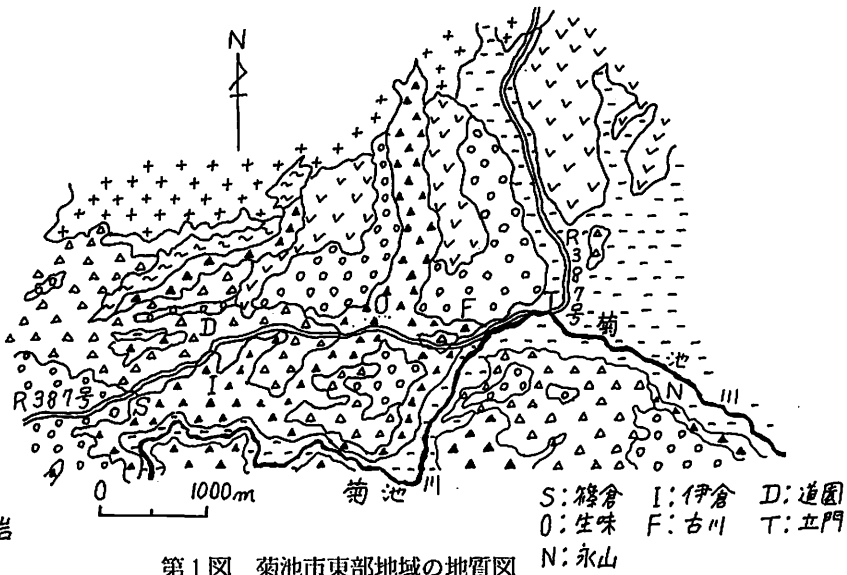 N
R387号
菊池川
D
O
F
T
I
R387号
S
N
菊池川
0 1000m
S:篠倉 I:伊倉 D:道園
O:生味 F:古川 T:立門
N:永山
岩
第1図 菊池市東部地域の地質図